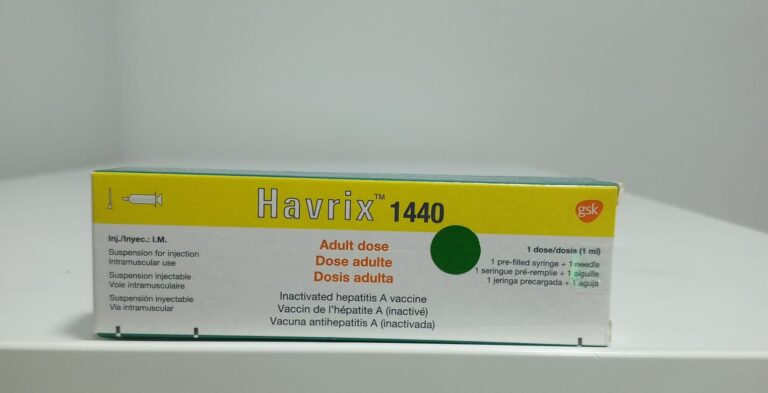 Havrix™ 1440
gsk
Inj./Inyec.: I.M.
Suspension for injection
Intramuscular use
Suspension injectable
Voie intramusculaire
Suspensión inyectable
Vía intramuscular
Adult dose
Dose adulte
Dosis adulta
Inactivated hepatitis A vaccine
Vaccin de l'hépatite A (inactivé)
Vacuna antihepatitis A (inactivada)
1 dose/dosis (1 ml)
1 pre-filled syringe + 1 needle
1 seringue pré-remplie + 1 aiguille
1 jeringa precargada + 1 aguja